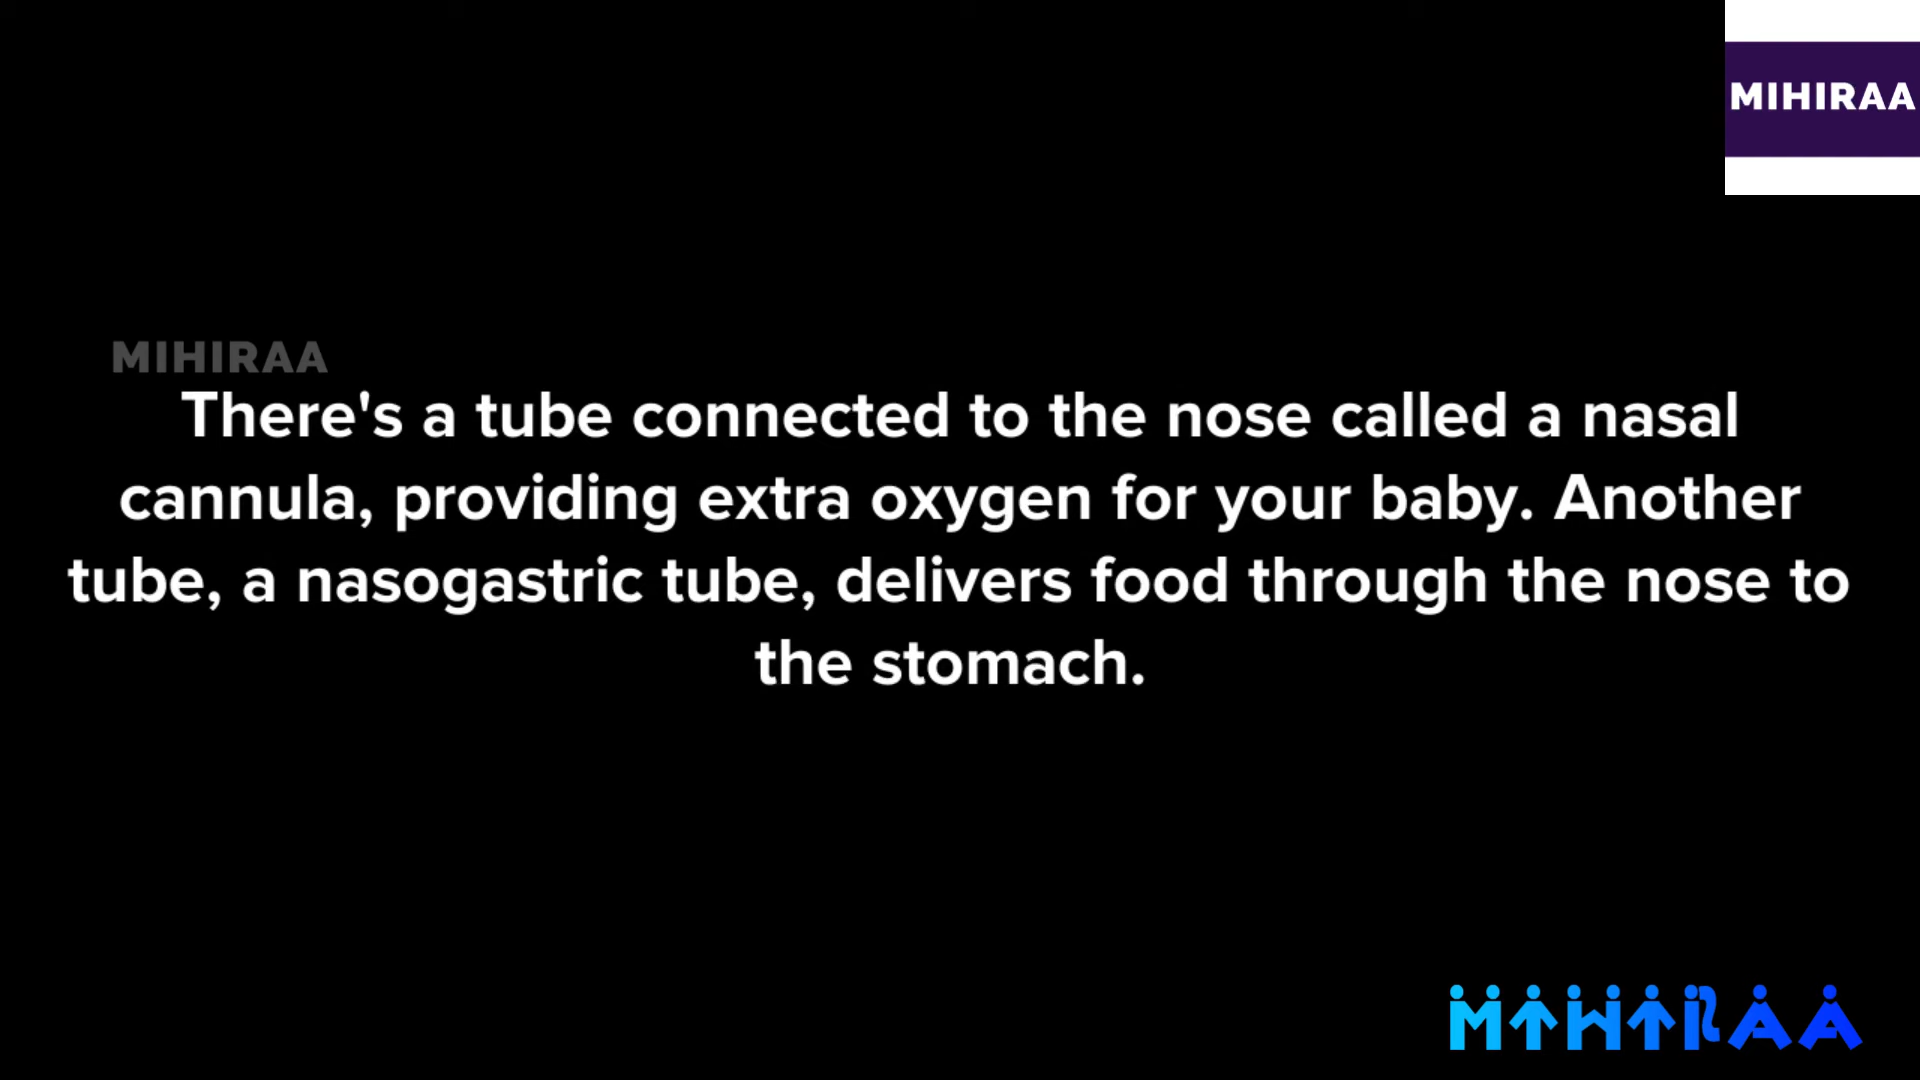 MIHIRAA
MIHIRAA
There's a tube connected to the nose called a nasal
cannula, providing extra oxygen for your baby. Another
tube, a nasogastric tube, delivers food through the nose to
the stomach.
MIHIRAA